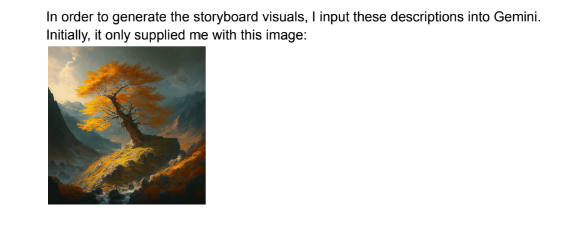 In order to generate the storyboard visuals, I input these descriptions into Gemini.
Initially, it only supplied me with this image: